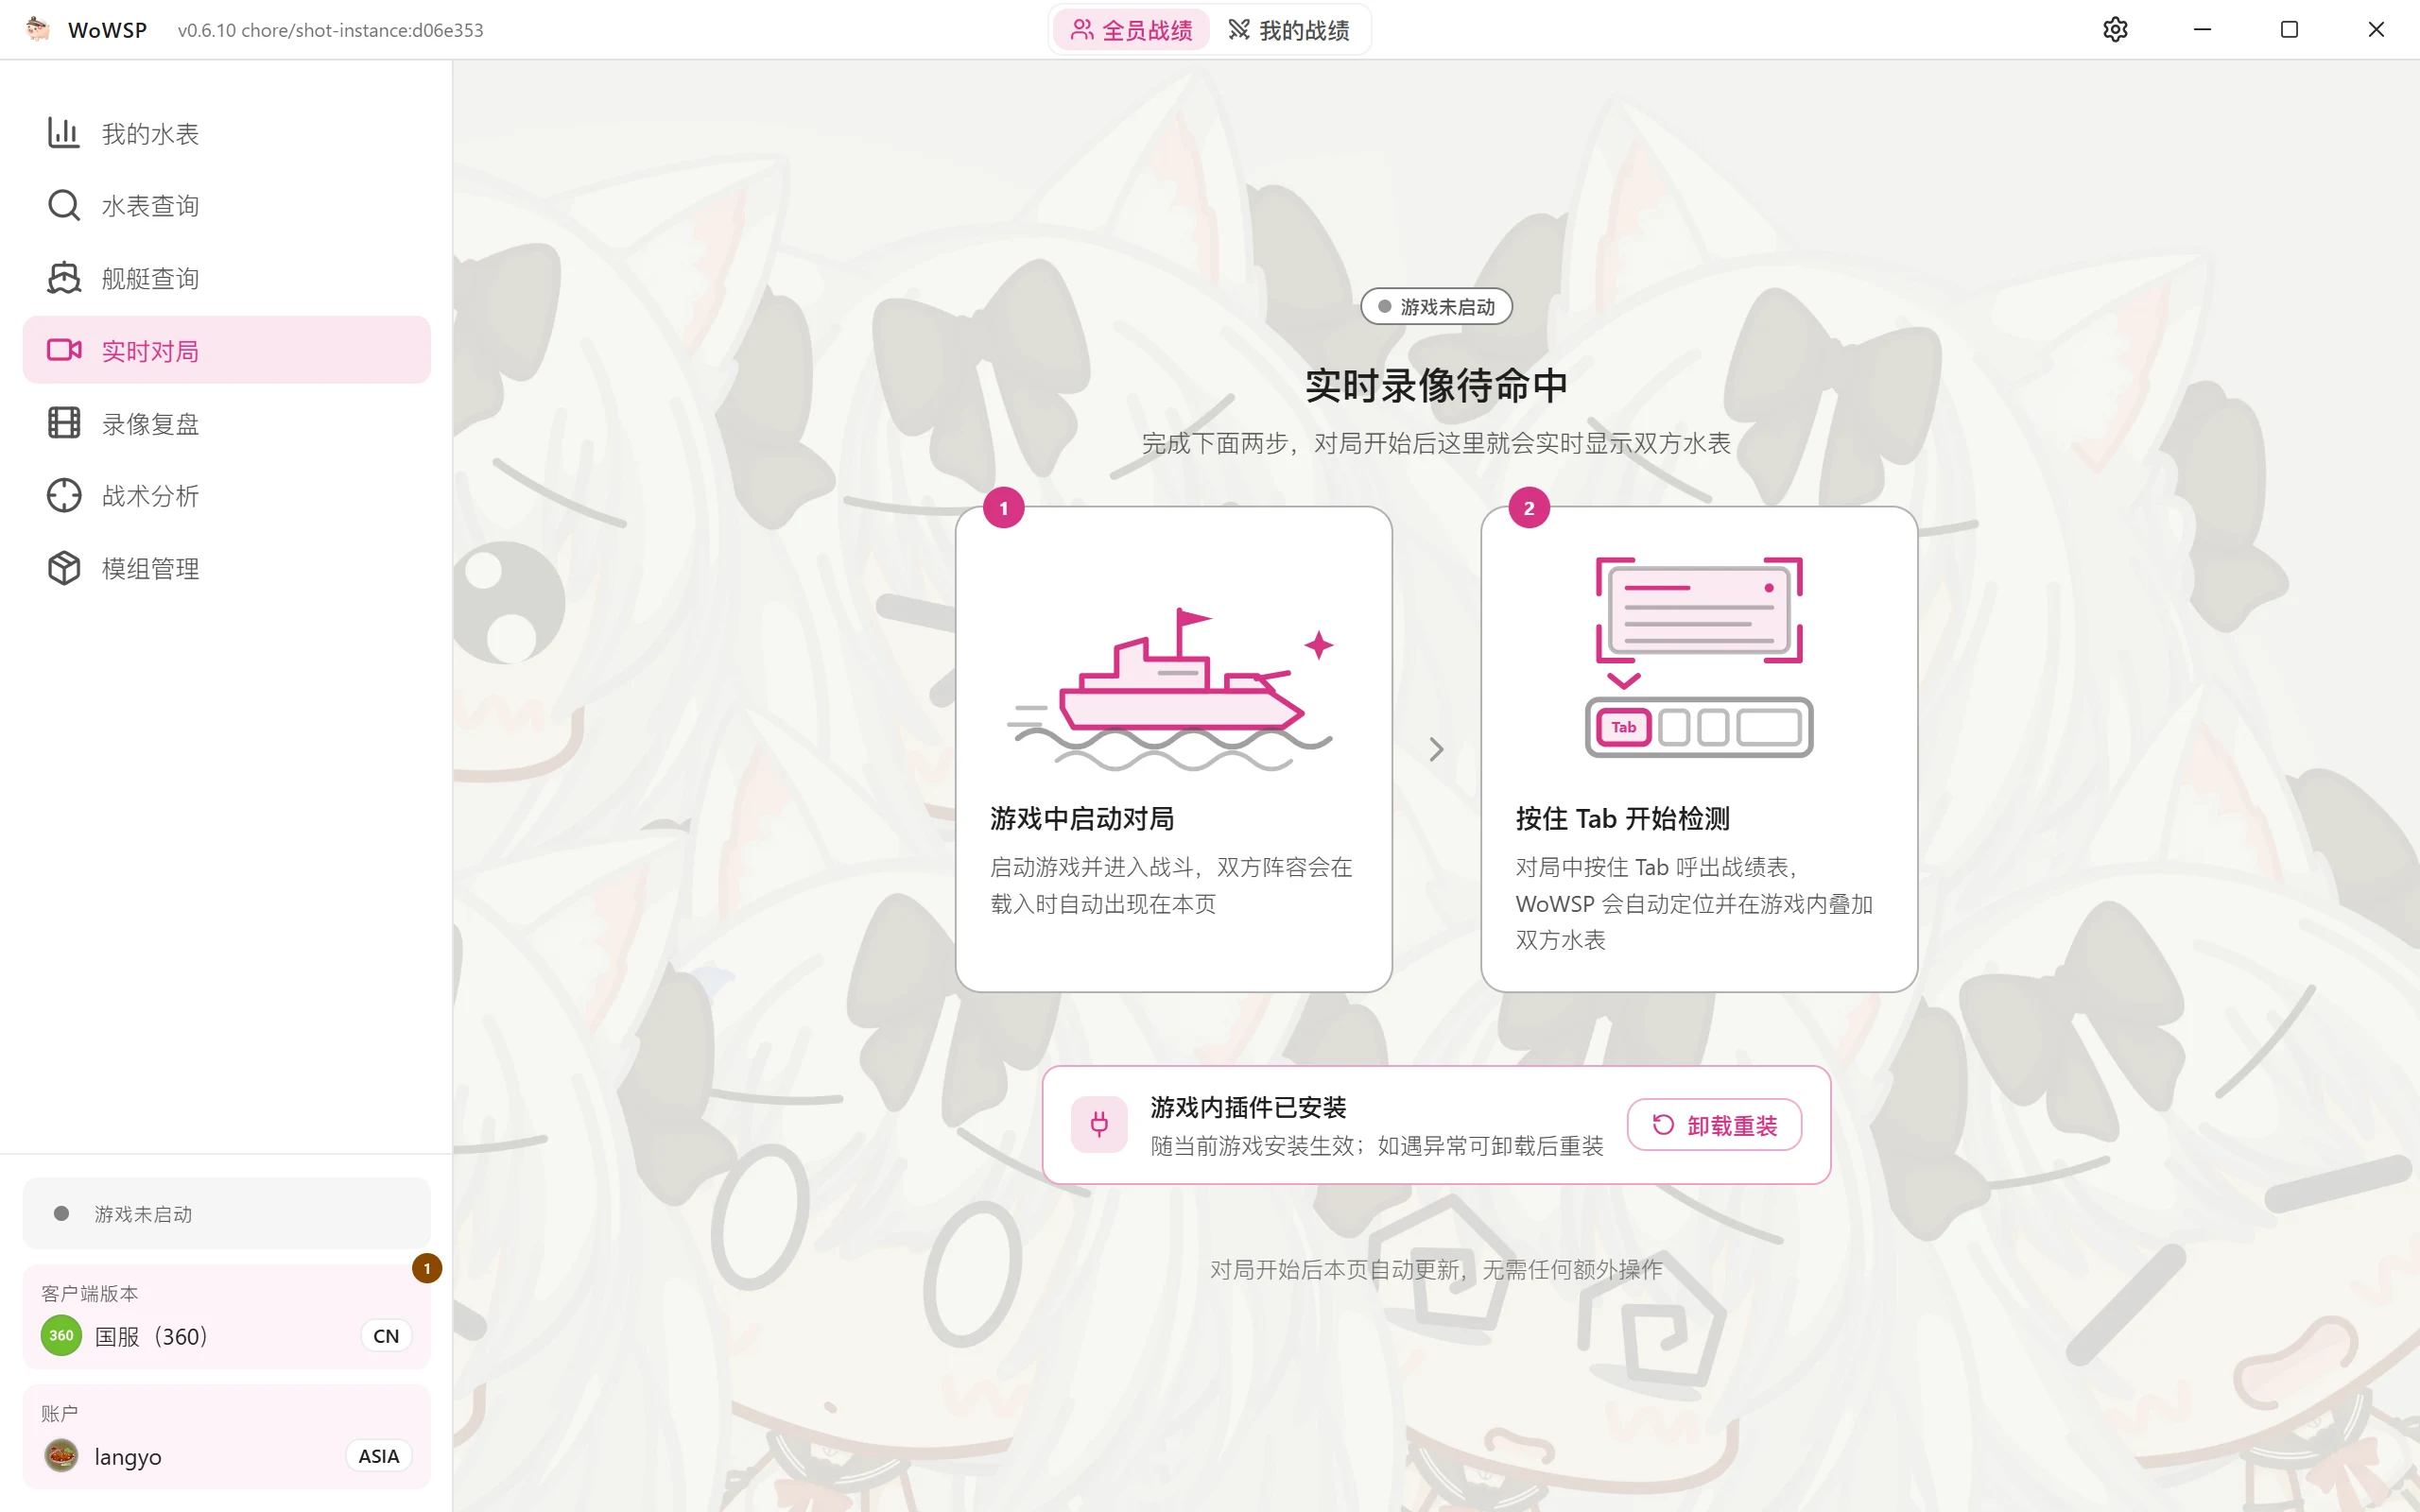 WoWSP v0.6.10 chore/shot-instance:d06e353
全员战绩 我的战绩
我的水表
水表查询
舰艇查询
实时对局
录像复盘
战术分析
模组管理
游戏未启动
实时录像待命中
完成下面两步，对局开始后这里就会实时显示双方水表
1
游戏中启动对局
启动游戏并进入战斗，双方阵容会在
载入时自动出现在本页
2
Tab
按住 Tab 开始检测
对局中按住 Tab 呼出战绩表，
WoWSP 会自动定位并在游戏内叠加
双方水表
游戏内插件已安装
随当前游戏安装生效；如遇异常可卸载后重装
卸载重装
对局开始后本页自动更新，无需任何额外操作
游戏未启动
1
客户端版本
360 国服（360） CN
账户
langyo ASIA